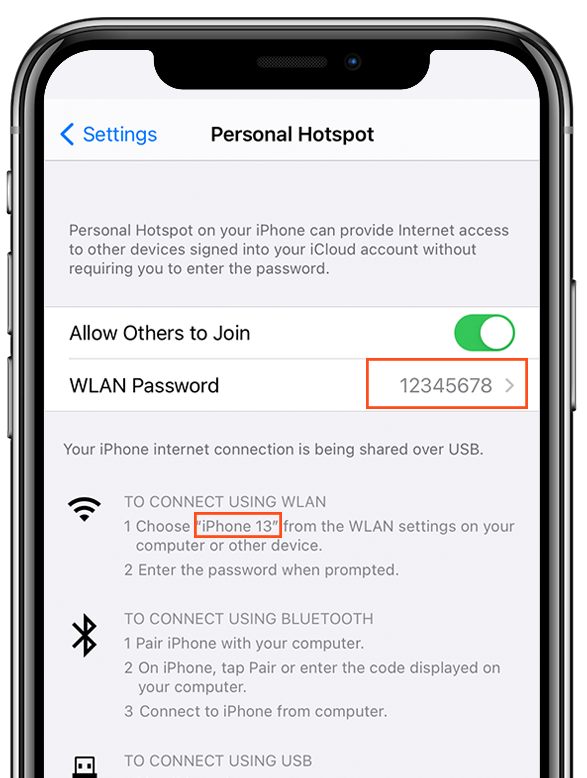 Settings
Personal Hotspot
Personal Hotspot on your iPhone can provide Internet access
to other devices signed into your iCloud account without
requiring you to enter the password.
Allow Others to Join
WLAN Password 12345678
Your iPhone internet connection is being shared over USB.
TO CONNECT USING WLAN
1 Choose “iPhone 13” from the WLAN settings on your
computer or other device.
2 Enter the password when prompted.
TO CONNECT USING BLUETOOTH
1 Pair iPhone with your computer.
2 On iPhone, tap Pair or enter the code displayed on
your computer.
3 Connect to iPhone from computer.
TO CONNECT USING USB